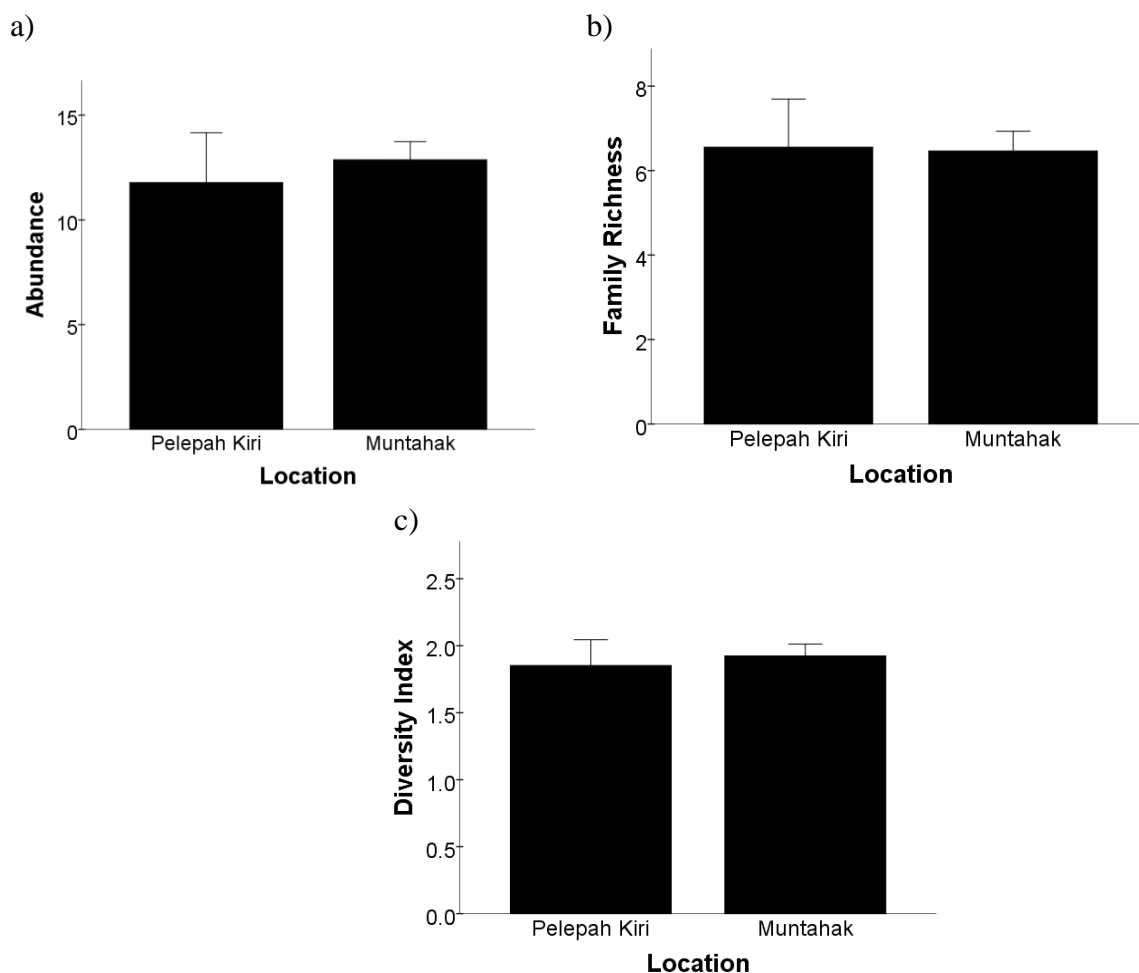 a)
Abundance
15
10
5
0
Pelepah Kiri Muntahak
Location
b)
Family Richness
8
6
4
2
0
Pelepah Kiri Muntahak
Location
c)
Diversity Index
2.5
2.0
1.5
1.0
0.5
0.0
Pelepah Kiri Muntahak
Location